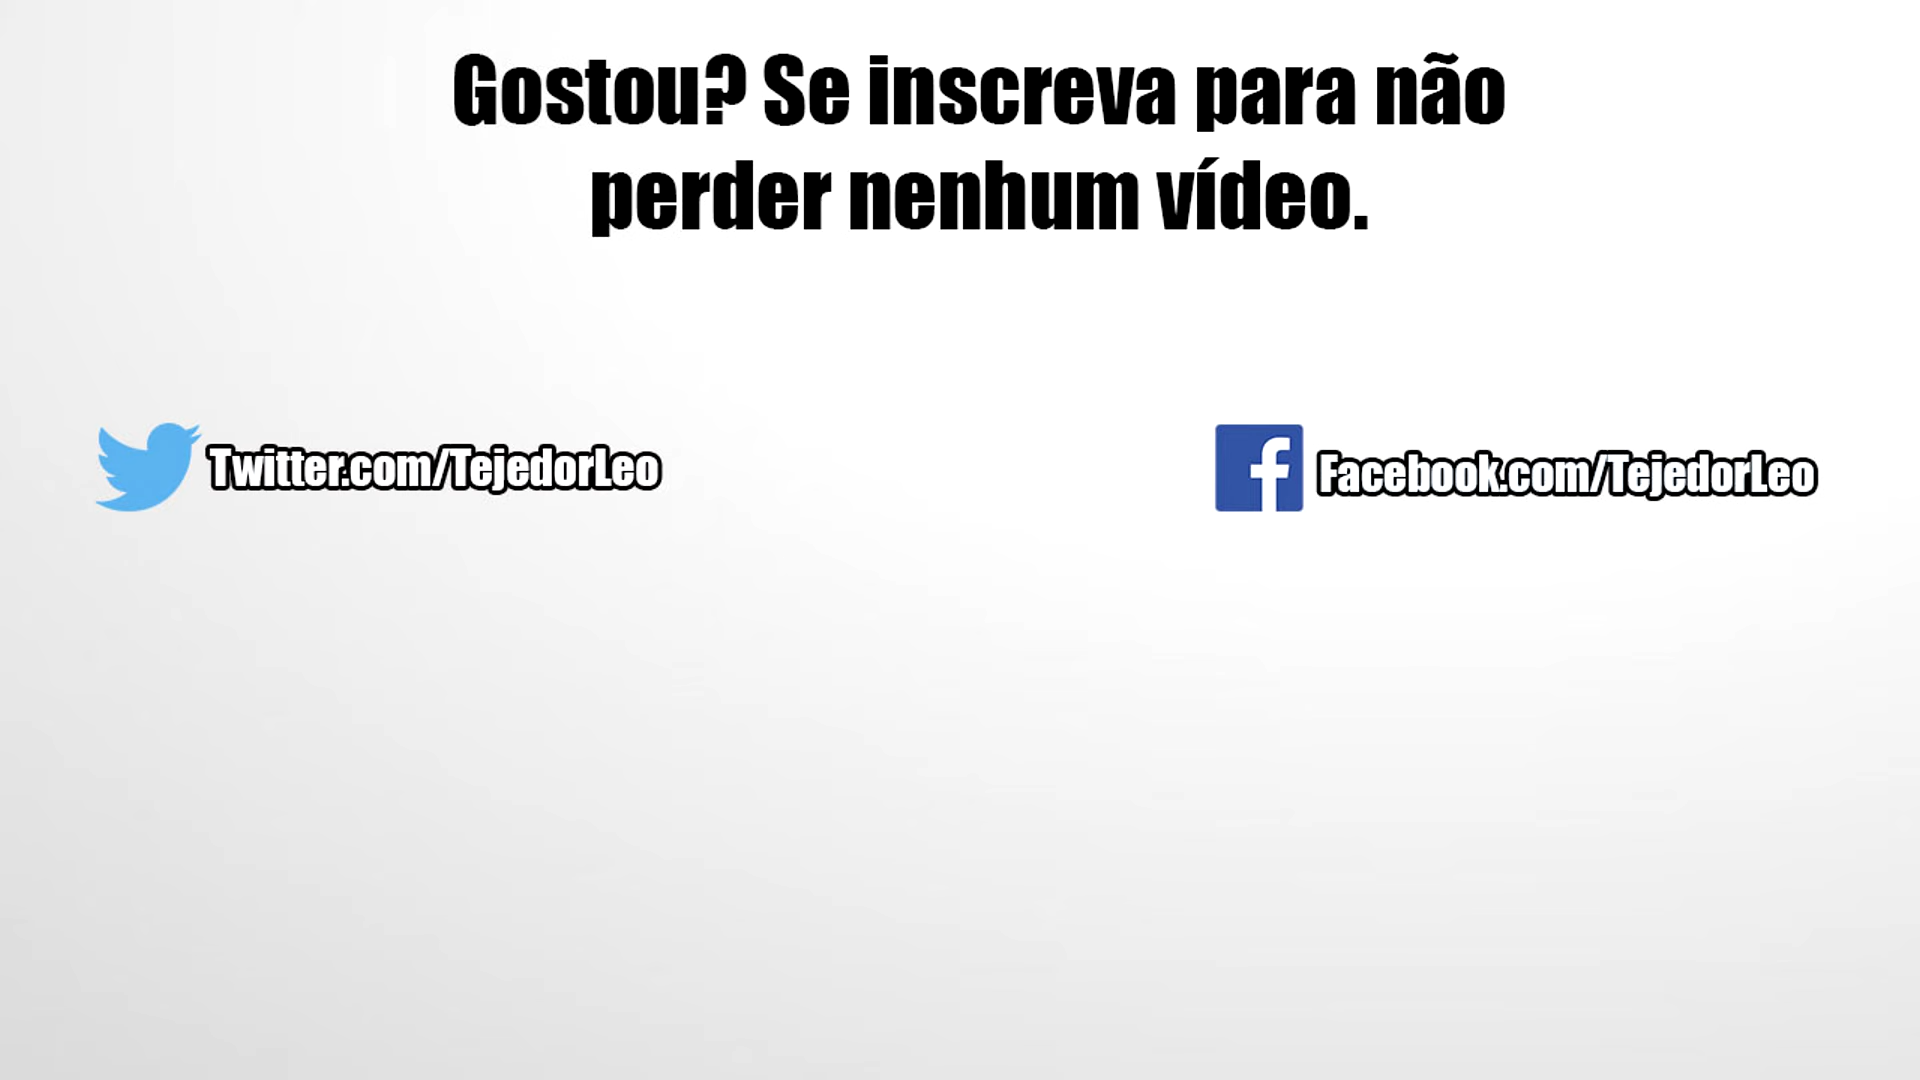 Gostou? Se inscreva para não
perder nenhum vídeo.
Twitter.com/TejedorLeo
Facebook.com/TejedorLeo